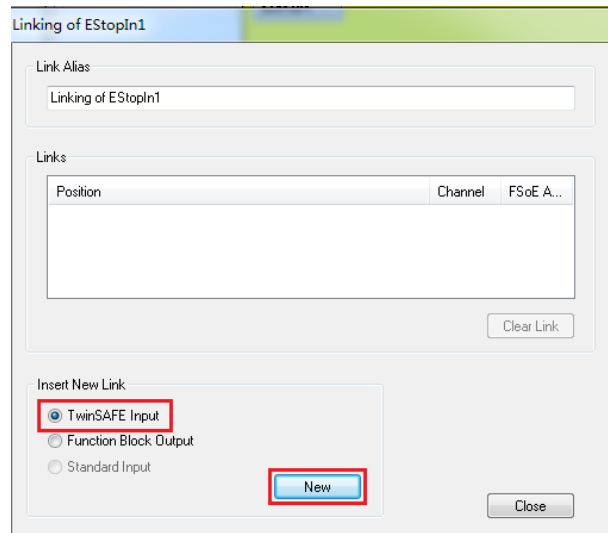 Linking of EStopIn1
Link Alias
Linking of EStopIn1
Links
Position Channel FSoE A...
Clear Link
Insert New Link
TwinSAFE Input
Function Block Output
Standard Input
New
Close